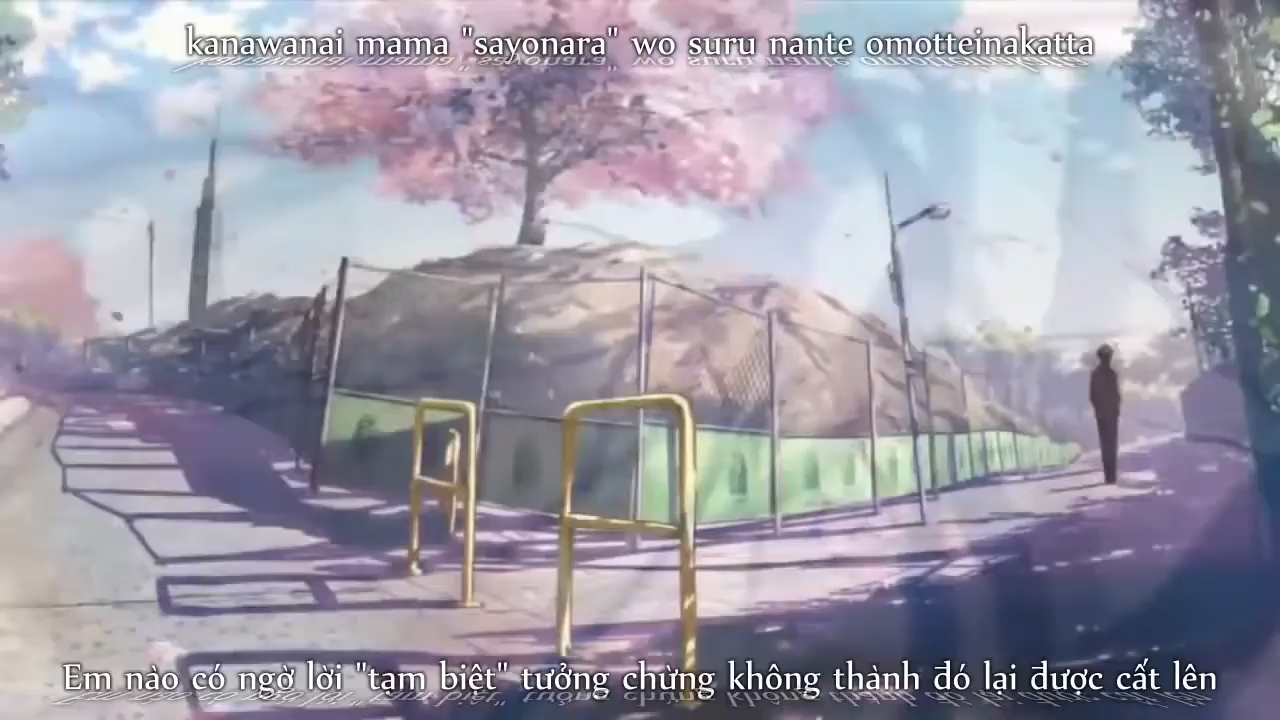 kanawanai mama "sayonara" wo suru nante omotteinakatta
Em nào có ngờ lời "tạm biệt" tưởng chừng không thành đó lại được cất lên